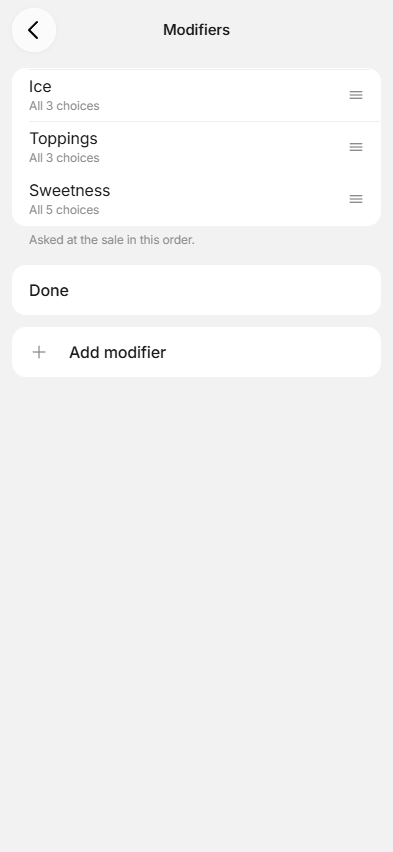 Modifiers
Ice
All 3 choices
Toppings
All 3 choices
Sweetness
All 5 choices
Asked at the sale in this order.
Done
Add modifier